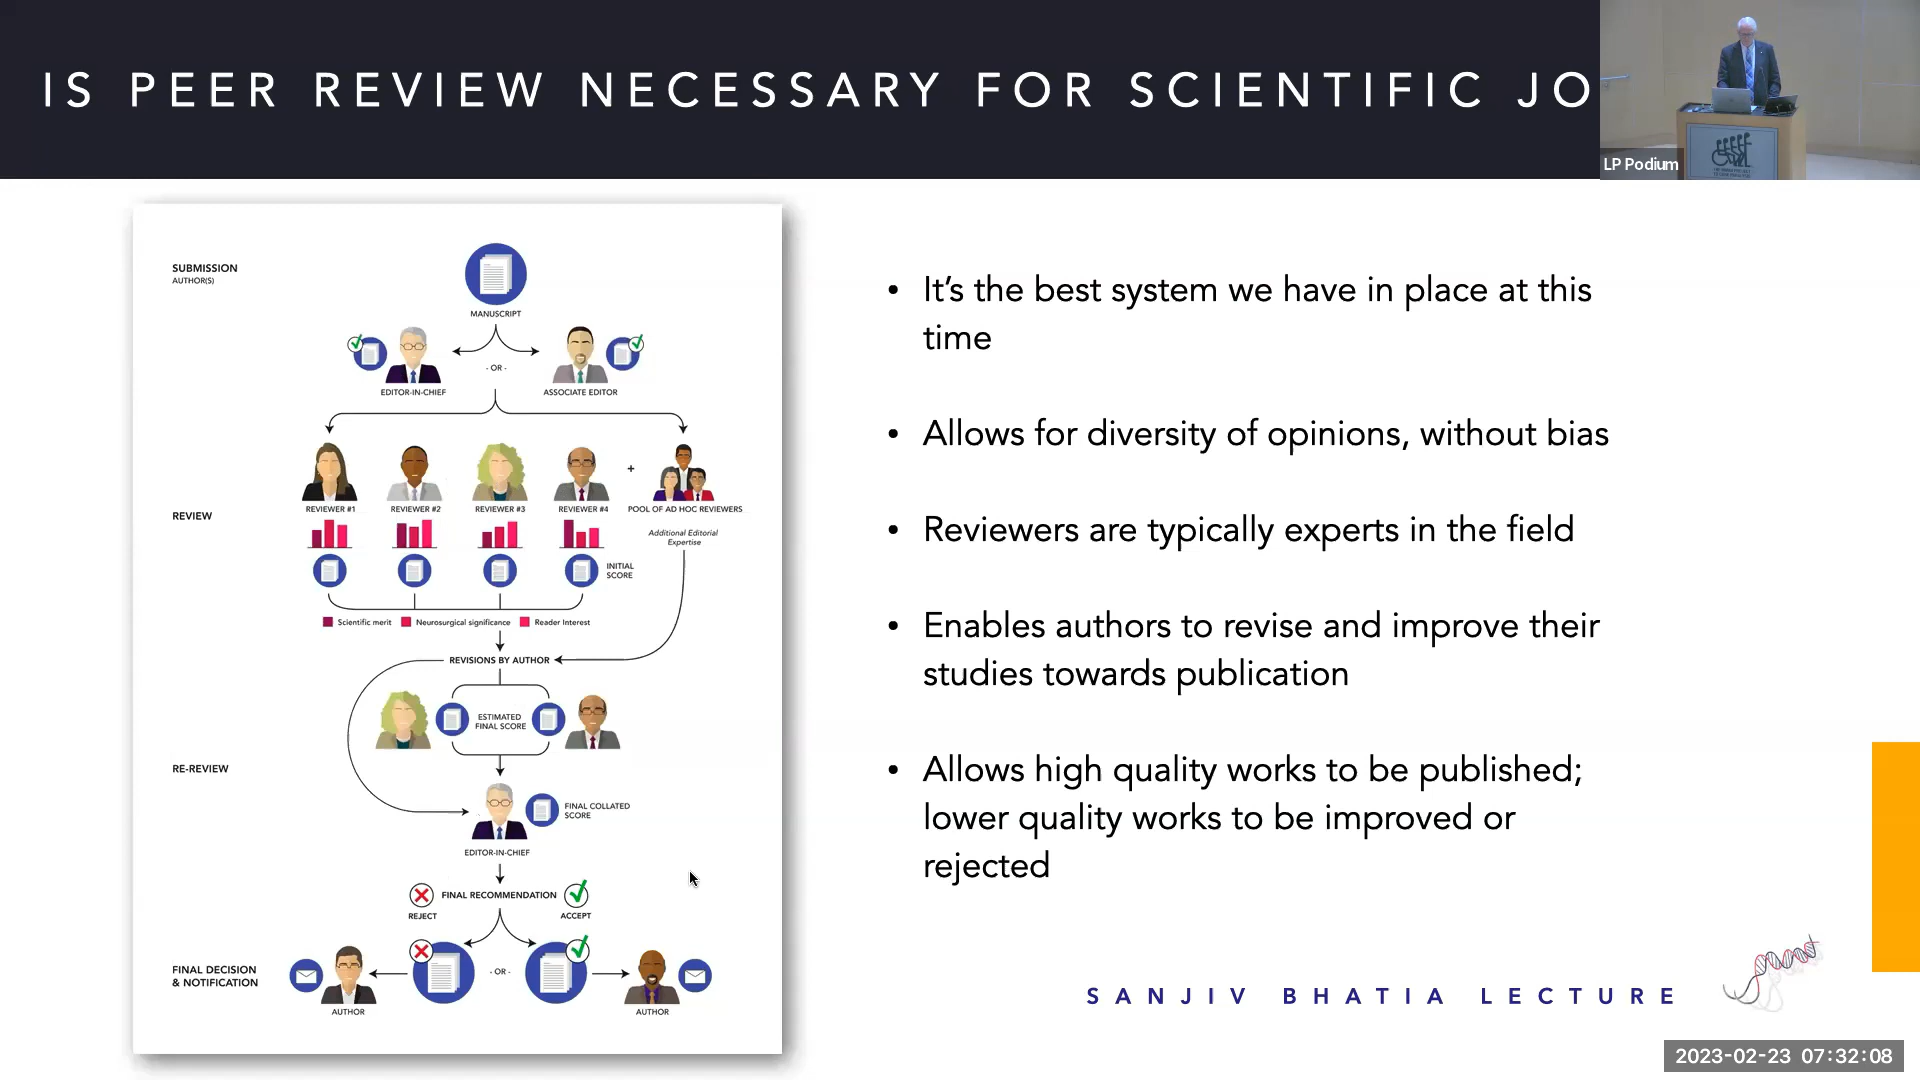 IS PEER REVIEW NECESSARY FOR SCIENTIFIC JO
LP Podium
SUBMISSION
AUTHOR(S)
MANUSCRIPT
- OR -
EDITOR-IN-CHIEF
ASSOCIATE EDITOR
+
REVIEW
REVIEWER #1
REVIEWER #2
REVIEWER #3
REVIEWER #4
POOL OF AD HOC REVIEWERS
Additional Editorial
Expertise
INITIAL
SCORE
Scientific merit
Neurosurgical significance
Reader Interest
REVISIONS BY AUTHOR
ESTIMATED
FINAL SCORE
RE-REVIEW
FINAL COLLATED
SCORE
EDITOR-IN-CHIEF
FINAL RECOMMENDATION
REJECT
ACCEPT
FINAL DECISION
& NOTIFICATION
- OR -
AUTHOR
AUTHOR
• It’s the best system we have in place at this
time
• Allows for diversity of opinions, without bias
• Reviewers are typically experts in the field
• Enables authors to revise and improve their
studies towards publication
• Allows high quality works to be published;
lower quality works to be improved or
rejected
SANJIV BHATIA LECTURE
2023-02-23 07:32:08